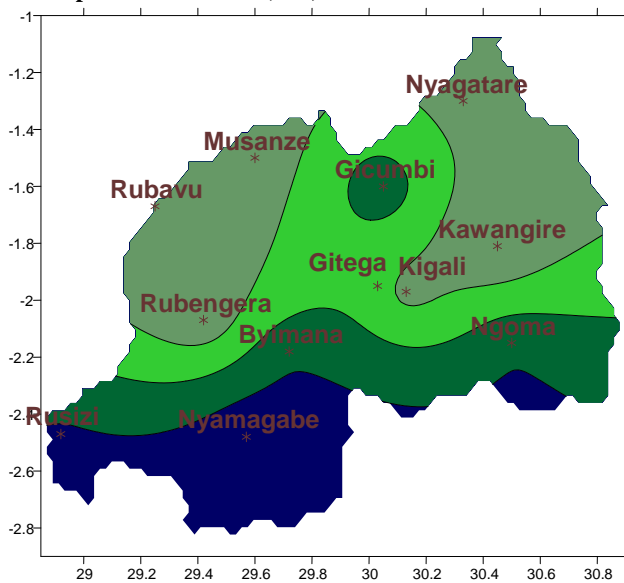 -1
-1.2
Nyagatare
-1.4
Musanze
Gicumbi
-1.6
Rubavu
-1.8
Kawangire
Gitega
Kigali
-2
Rubengera
Byimana
Ngoma
-2.2
-2.4
Rusizi
Nyamagabe
-2.6
-2.8
29 29.2 29.4 29.6 29.8 30 30.2 30.4 30.6 30.8